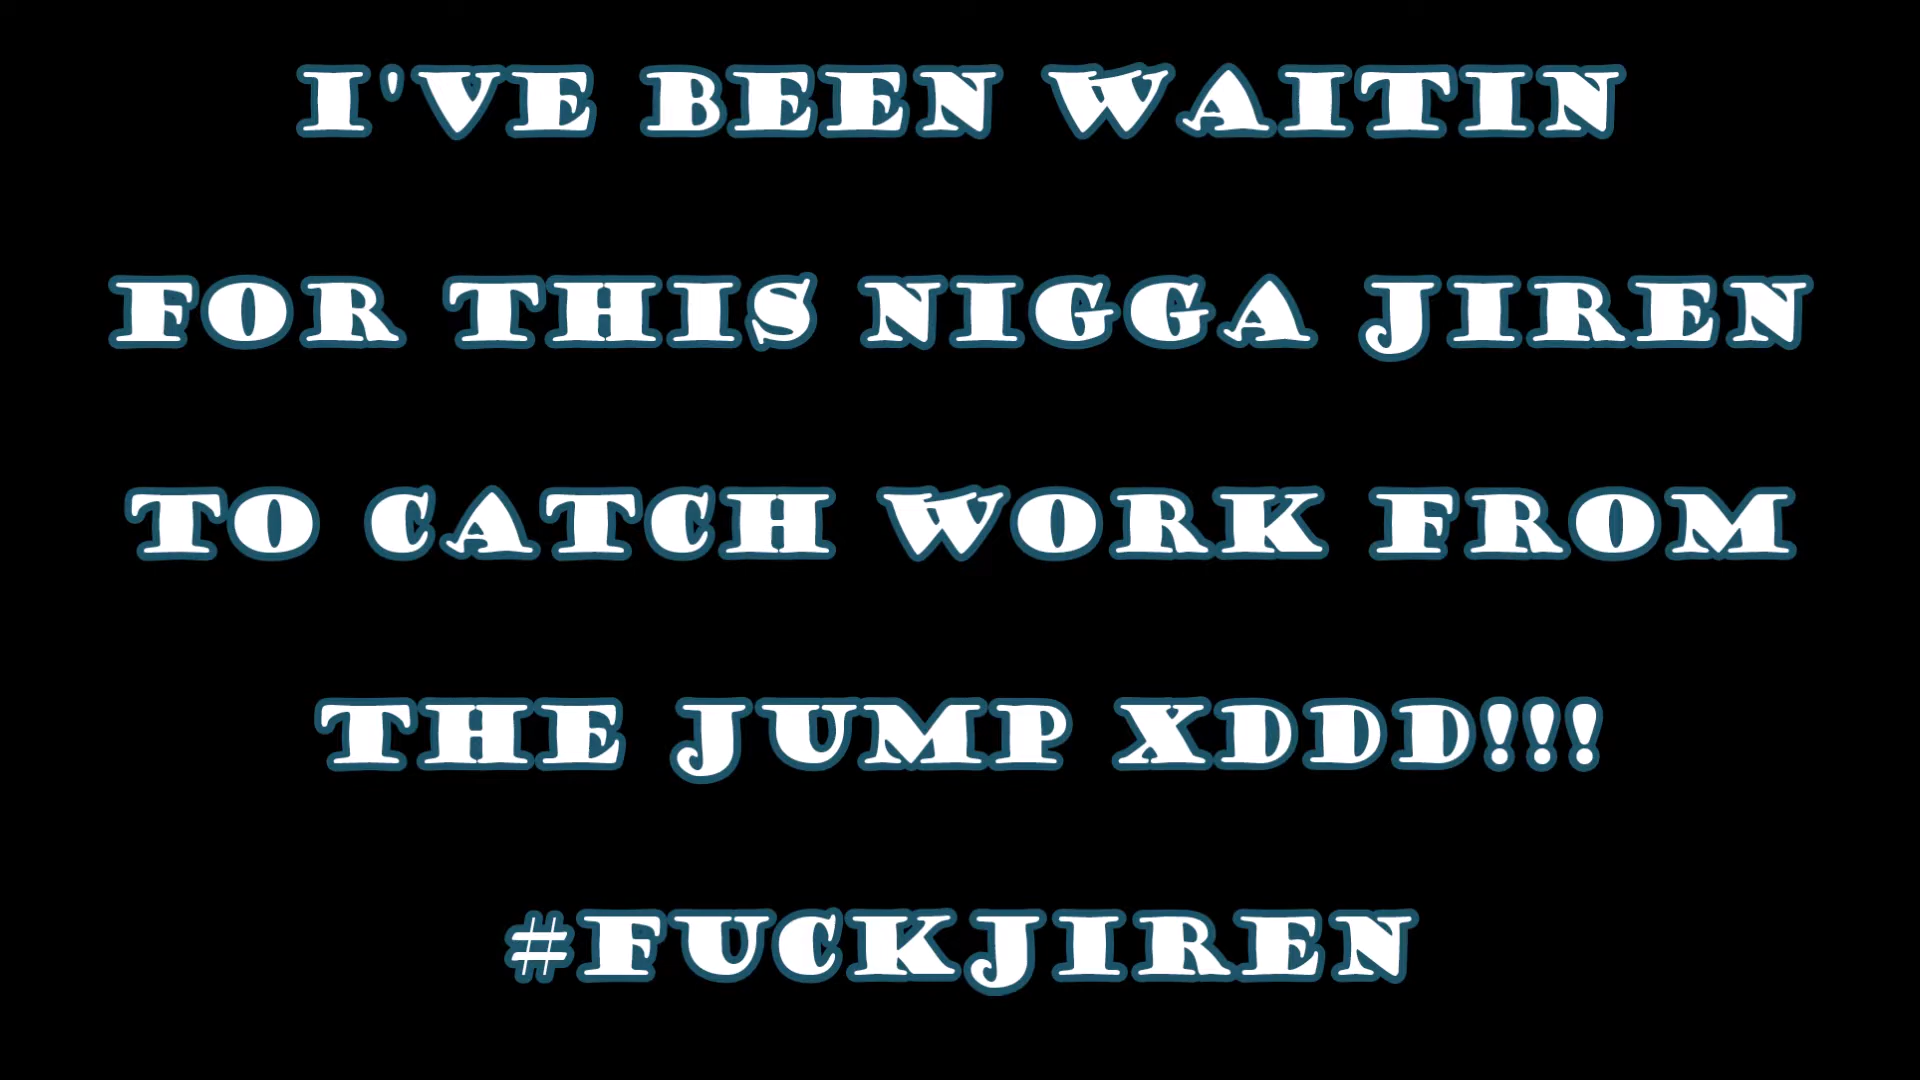 I'VE BEEN WAITIN
FOR THIS NIGGA JIREN
TO CATCH WORK FROM
THE JUMP XDDD!!!
#FUCKJIREN